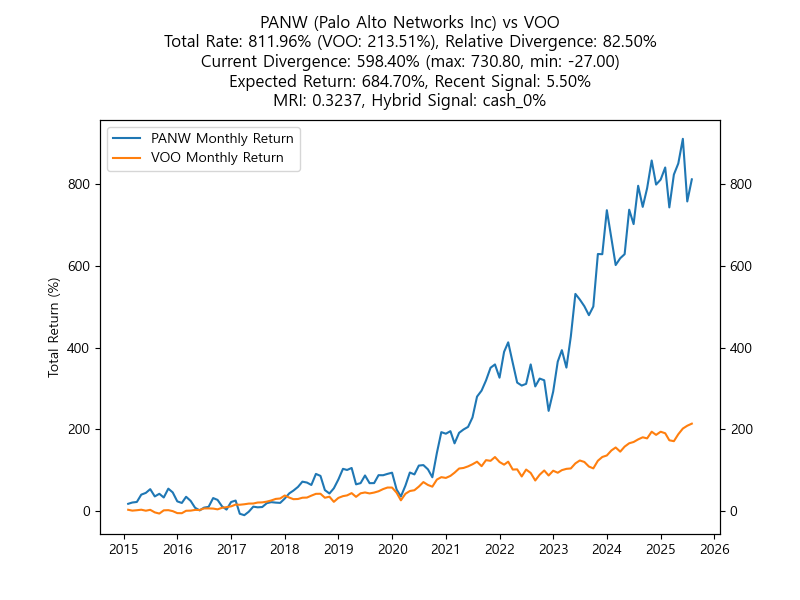 PANW (Palo Alto Networks Inc) vs VOO
Total Rate: 811.96% (VOO: 213.51%), Relative Divergence: 82.50%
Current Divergence: 598.40% (max: 730.80, min: -27.00)
Expected Return: 684.70%, Recent Signal: 5.50%
MRI: 0.3237, Hybrid Signal: cash_0%
PANW Monthly Return
VOO Monthly Return
Total Return (%)
800
600
400
200
0
800
600
400
200
0
2015 2016 2017 2018 2019 2020 2021 2022 2023 2024 2025 2026